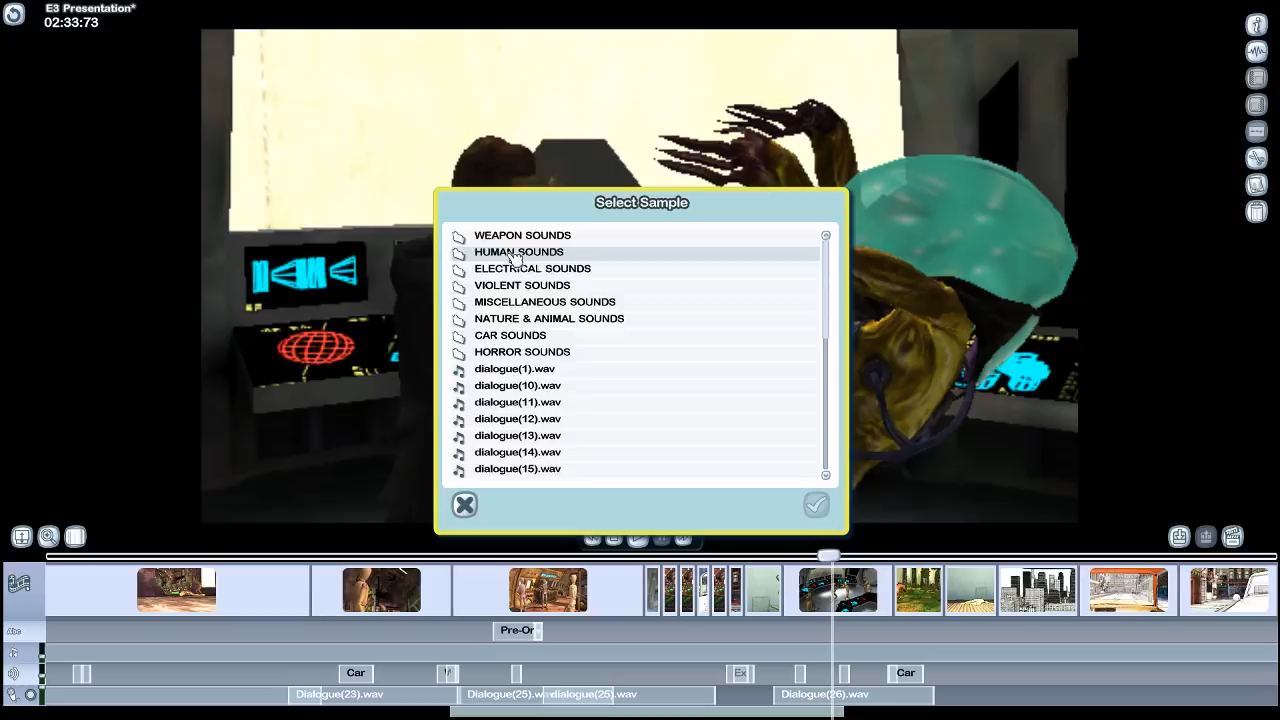 E3 Presentation*
02:33:73
Select Sample
WEAPON SOUNDS
HUMAN SOUNDS
ELECTRICAL SOUNDS
VIOLENT SOUNDS
MISCELLANEOUS SOUNDS
NATURE & ANIMAL SOUNDS
CAR SOUNDS
HORROR SOUNDS
dialogue(1).wav
dialogue(10).wav
dialogue(11).wav
dialogue(12).wav
dialogue(13).wav
dialogue(14).wav
dialogue(15).wav
Abc
Pre-Or
Car
Ex
Car
Dialogue(23).wav
Dialogue(25).w
dialogue(25).wav
Dialogue(26).wav